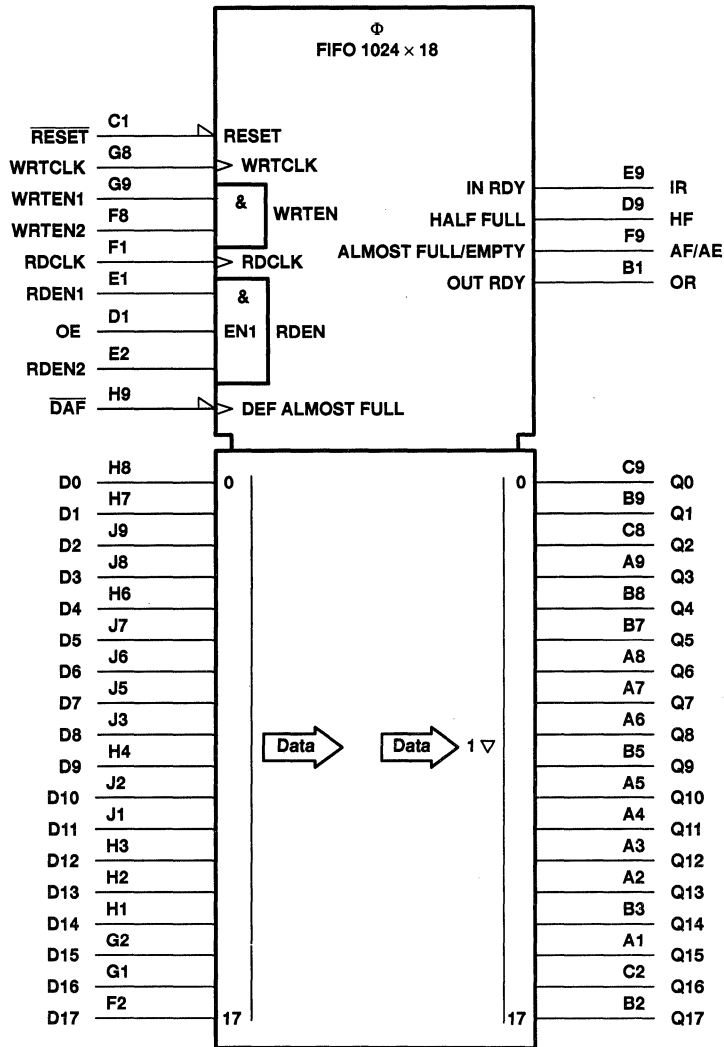 Φ
FIFO 1024 × 18
RESET C1 RESET
WRTCLK G8 WRTCLK
WRTEN1 G9 &
WRTEN2 F8 WRTEN
RDCLK F1 RDCLK
RDEN1 E1 &
OE D1 EN1 RDEN
RDEN2 E2
DAF H9 DEF ALMOST FULL
IN RDY E9 IR
HALF FULL D9 HF
ALMOST FULL/EMPTY F9 AF/AE
OUT RDY B1 OR
D0 H8 0 0 C9 Q0
D1 H7 B9 Q1
D2 J9 C8 Q2
D3 J8 A9 Q3
D4 H6 B8 Q4
D5 J7 B7 Q5
D6 J6 A8 Q6
D7 J5 A7 Q7
D8 J3 A6 Q8
Data Data 1 ▽
D9 H4 B5 Q9
D10 J2 A5 Q10
D11 J1 A4 Q11
D12 H3 A3 Q12
D13 H2 A2 Q13
D14 H1 B3 Q14
D15 G2 A1 Q15
D16 G1 C2 Q16
D17 F2 17 17 B2 Q17